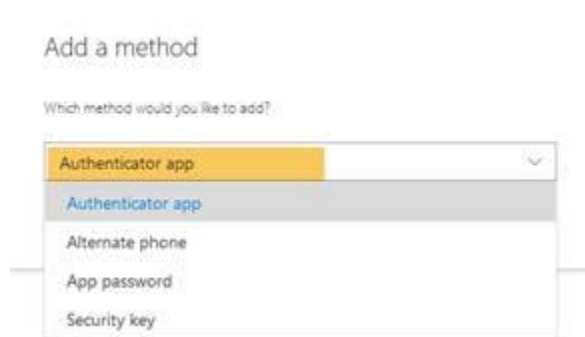 Add a method
Which method would you like to add?
Authenticator app
Authenticator app
Alternate phone
App password
Security key